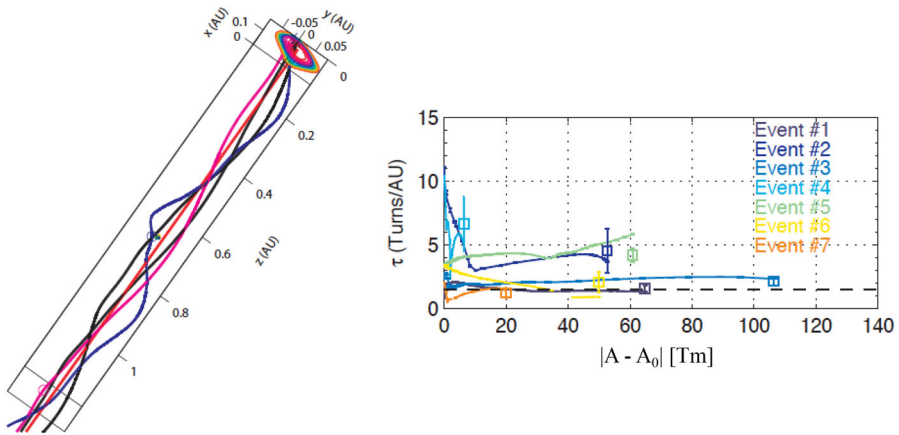 x (AU)
0.1
0
y (AU)
-0.05
0
0.05
0
0.2
0.4
0.6
0.8
1
z (AU)
15
10
5
0
τ (Turns/AU)
Event #1
Event #2
Event #3
Event #4
Event #5
Event #6
Event #7
0 20 40 60 80 100 120 140
|A - A₀| [Tm]